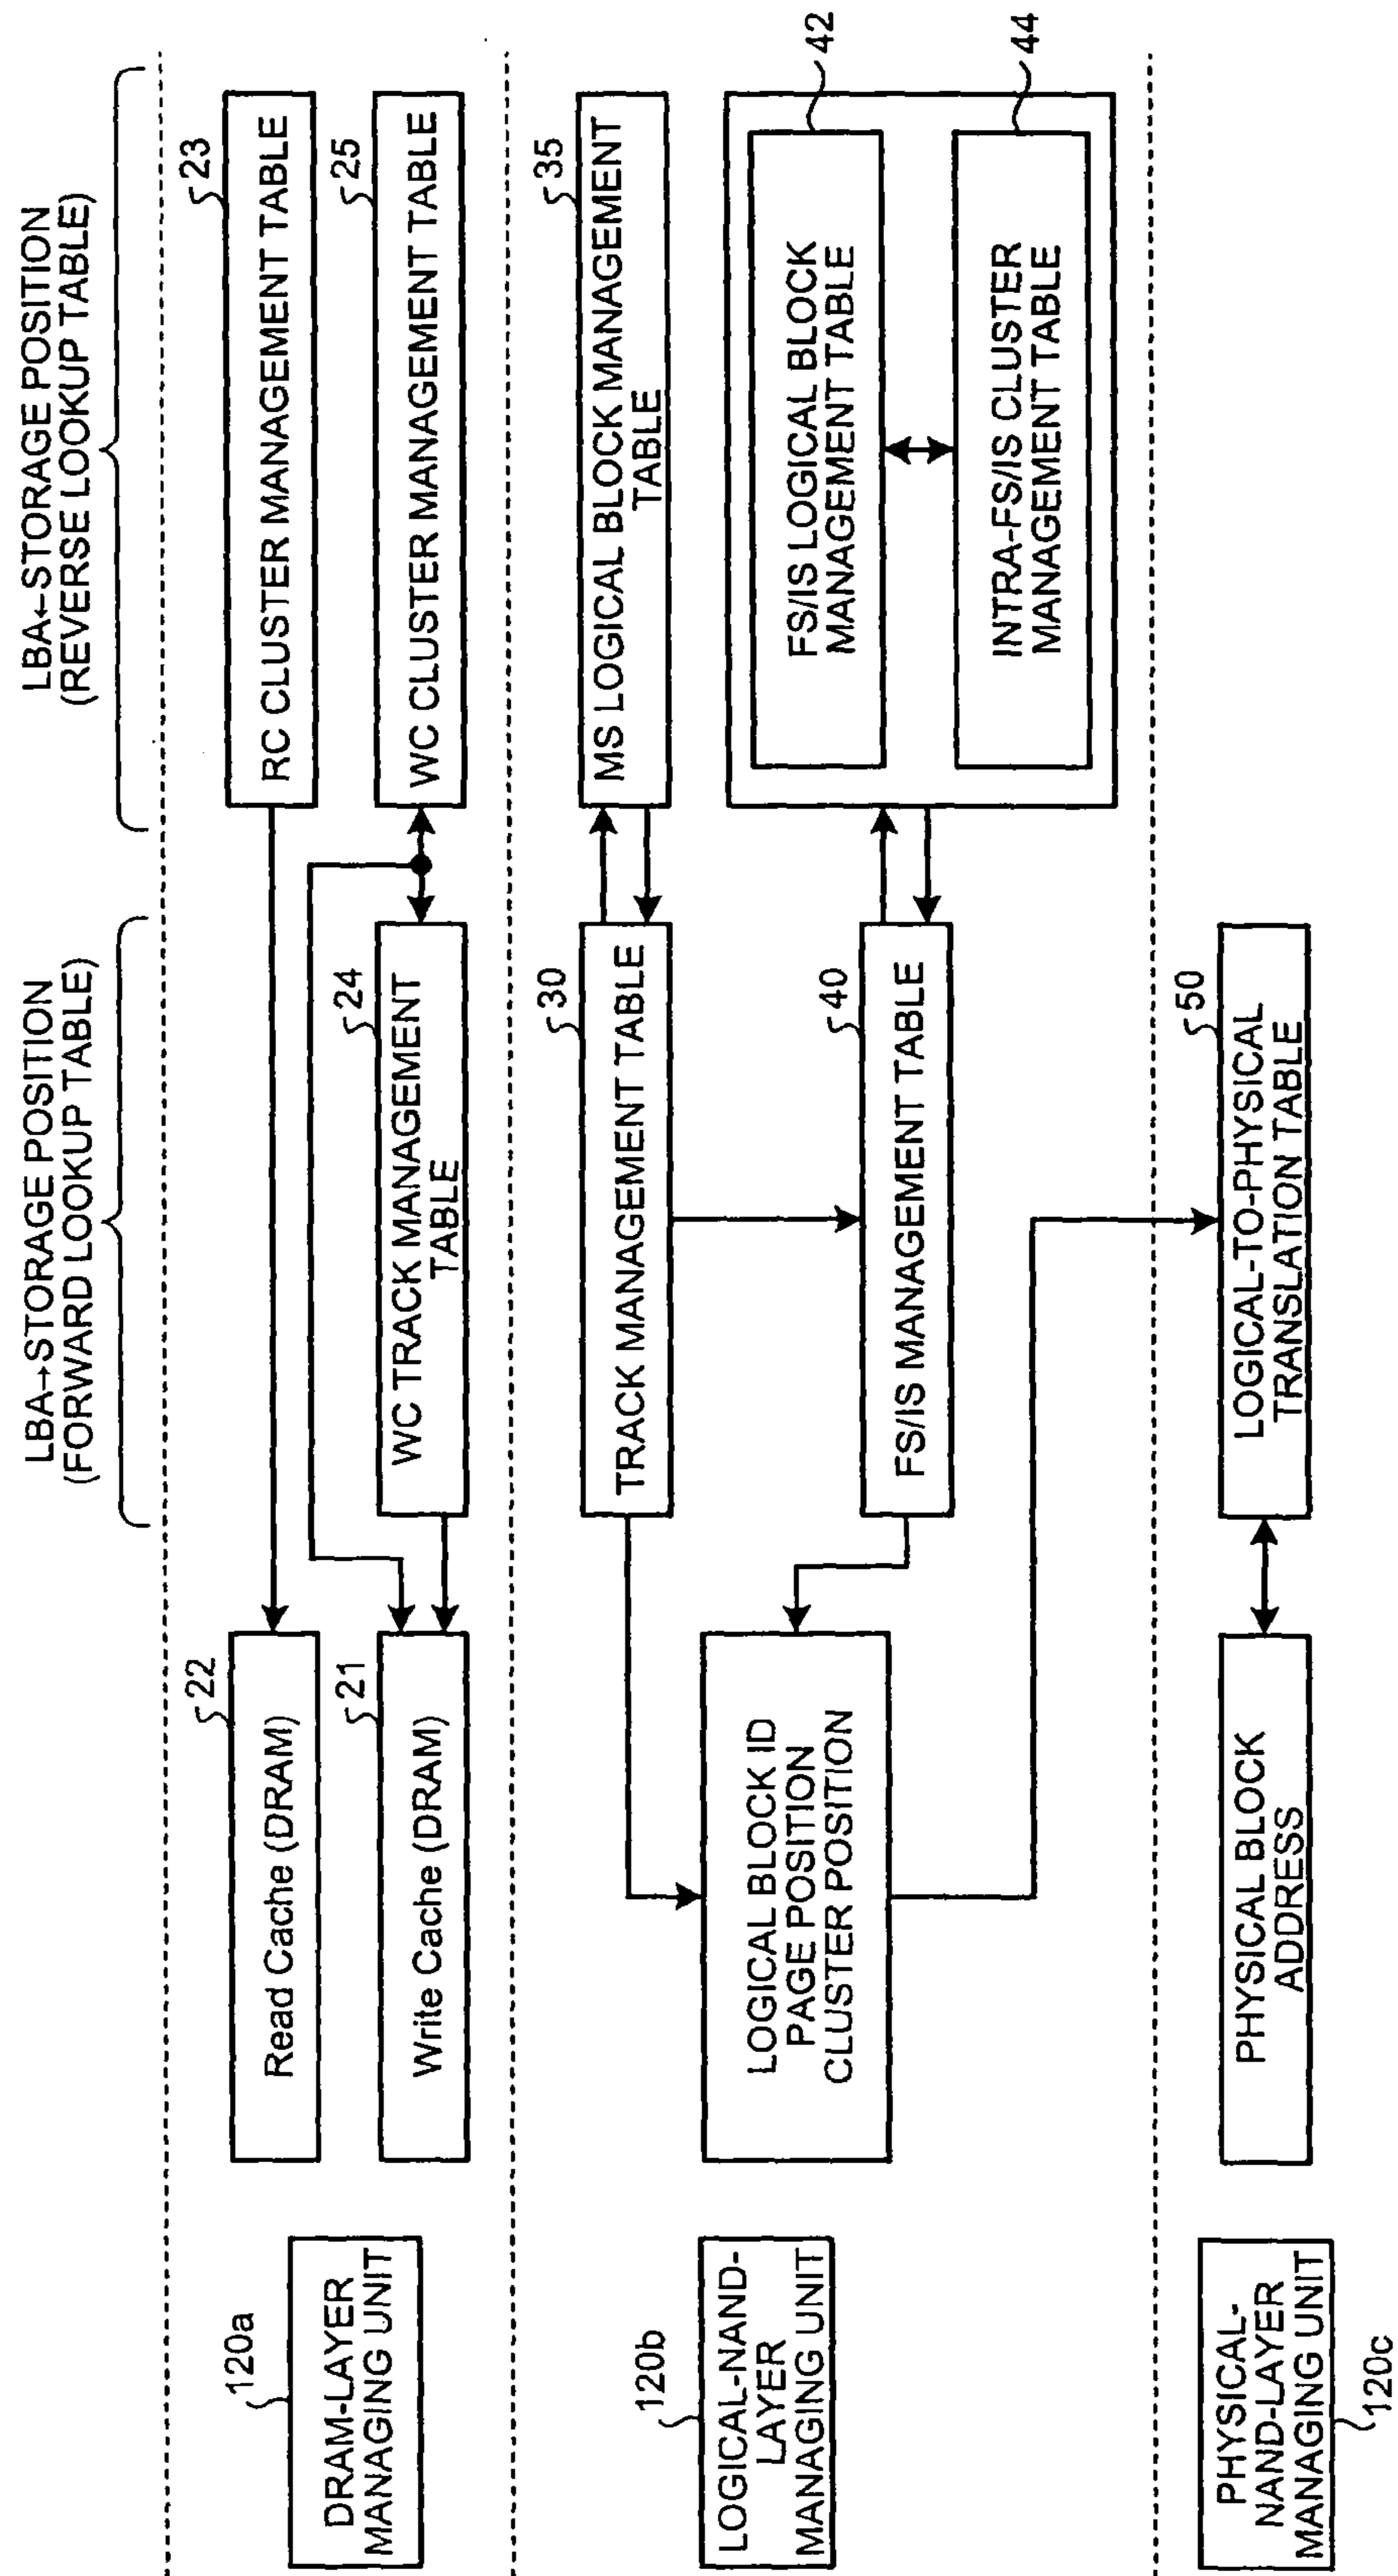 LBA→STORAGE POSITION
(FORWARD LOOKUP TABLE)
LBA←STORAGE POSITION
(REVERSE LOOKUP TABLE)
120a
DRAM-LAYER
MANAGING UNIT
22
Read Cache (DRAM)
23
RC CLUSTER MANAGEMENT TABLE
21
Write Cache (DRAM)
24
WC TRACK MANAGEMENT
TABLE
25
WC CLUSTER MANAGEMENT TABLE
120b
LOGICAL-NAND-
LAYER
MANAGING UNIT
LOGICAL BLOCK ID
PAGE POSITION
CLUSTER POSITION
30
TRACK MANAGEMENT TABLE
35
MS LOGICAL BLOCK MANAGEMENT
TABLE
40
FS/IS MANAGEMENT TABLE
FS/IS LOGICAL BLOCK
MANAGEMENT TABLE
42
INTRA-FS/IS CLUSTER
MANAGEMENT TABLE
44
PHYSICAL-
NAND-LAYER
MANAGING UNIT
120c
PHYSICAL BLOCK
ADDRESS
50
LOGICAL-TO-PHYSICAL
TRANSLATION TABLE